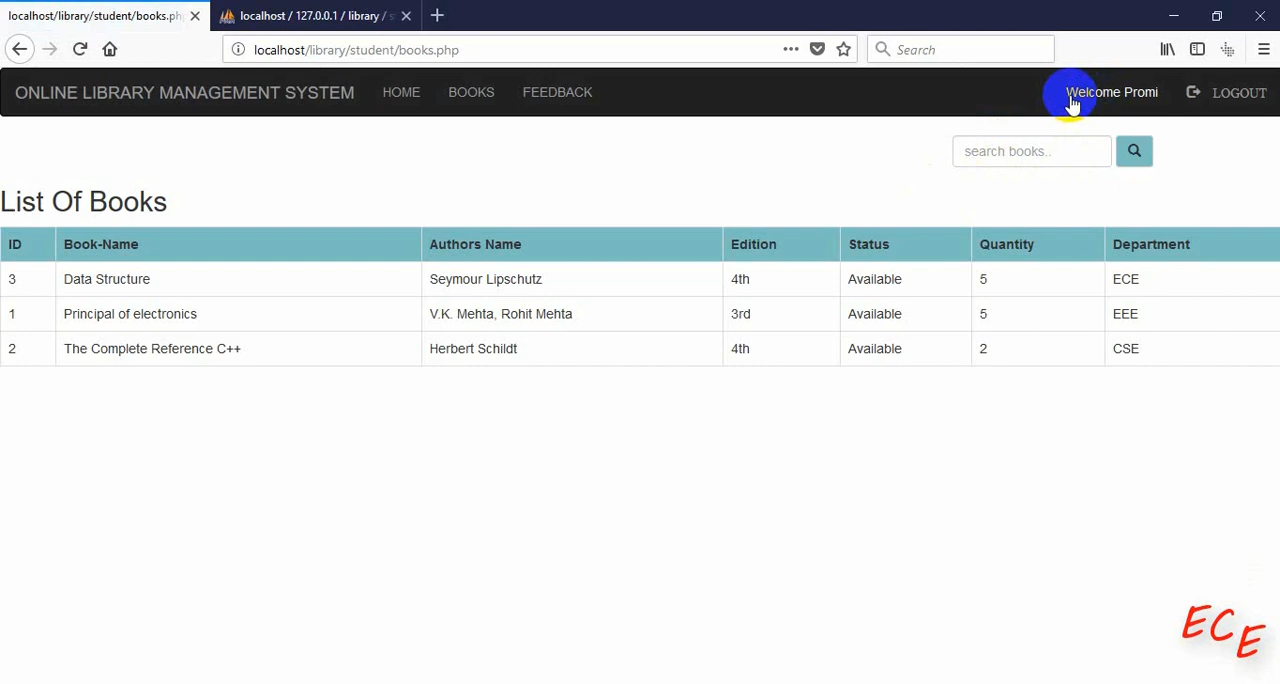 localhost/library/student/books.ph
localhost / 127.0.0.1 / library / s
localhost/library/student/books.php
Search
ONLINE LIBRARY MANAGEMENT SYSTEM HOME BOOKS FEEDBACK Welcome Promi LOGOUT
search books..
List Of Books
ID Book-Name Authors Name Edition Status Quantity Department
3 Data Structure Seymour Lipschutz 4th Available 5 ECE
1 Principal of electronics V.K. Mehta, Rohit Mehta 3rd Available 5 EEE
2 The Complete Reference C++ Herbert Schildt 4th Available 2 CSE
ECE